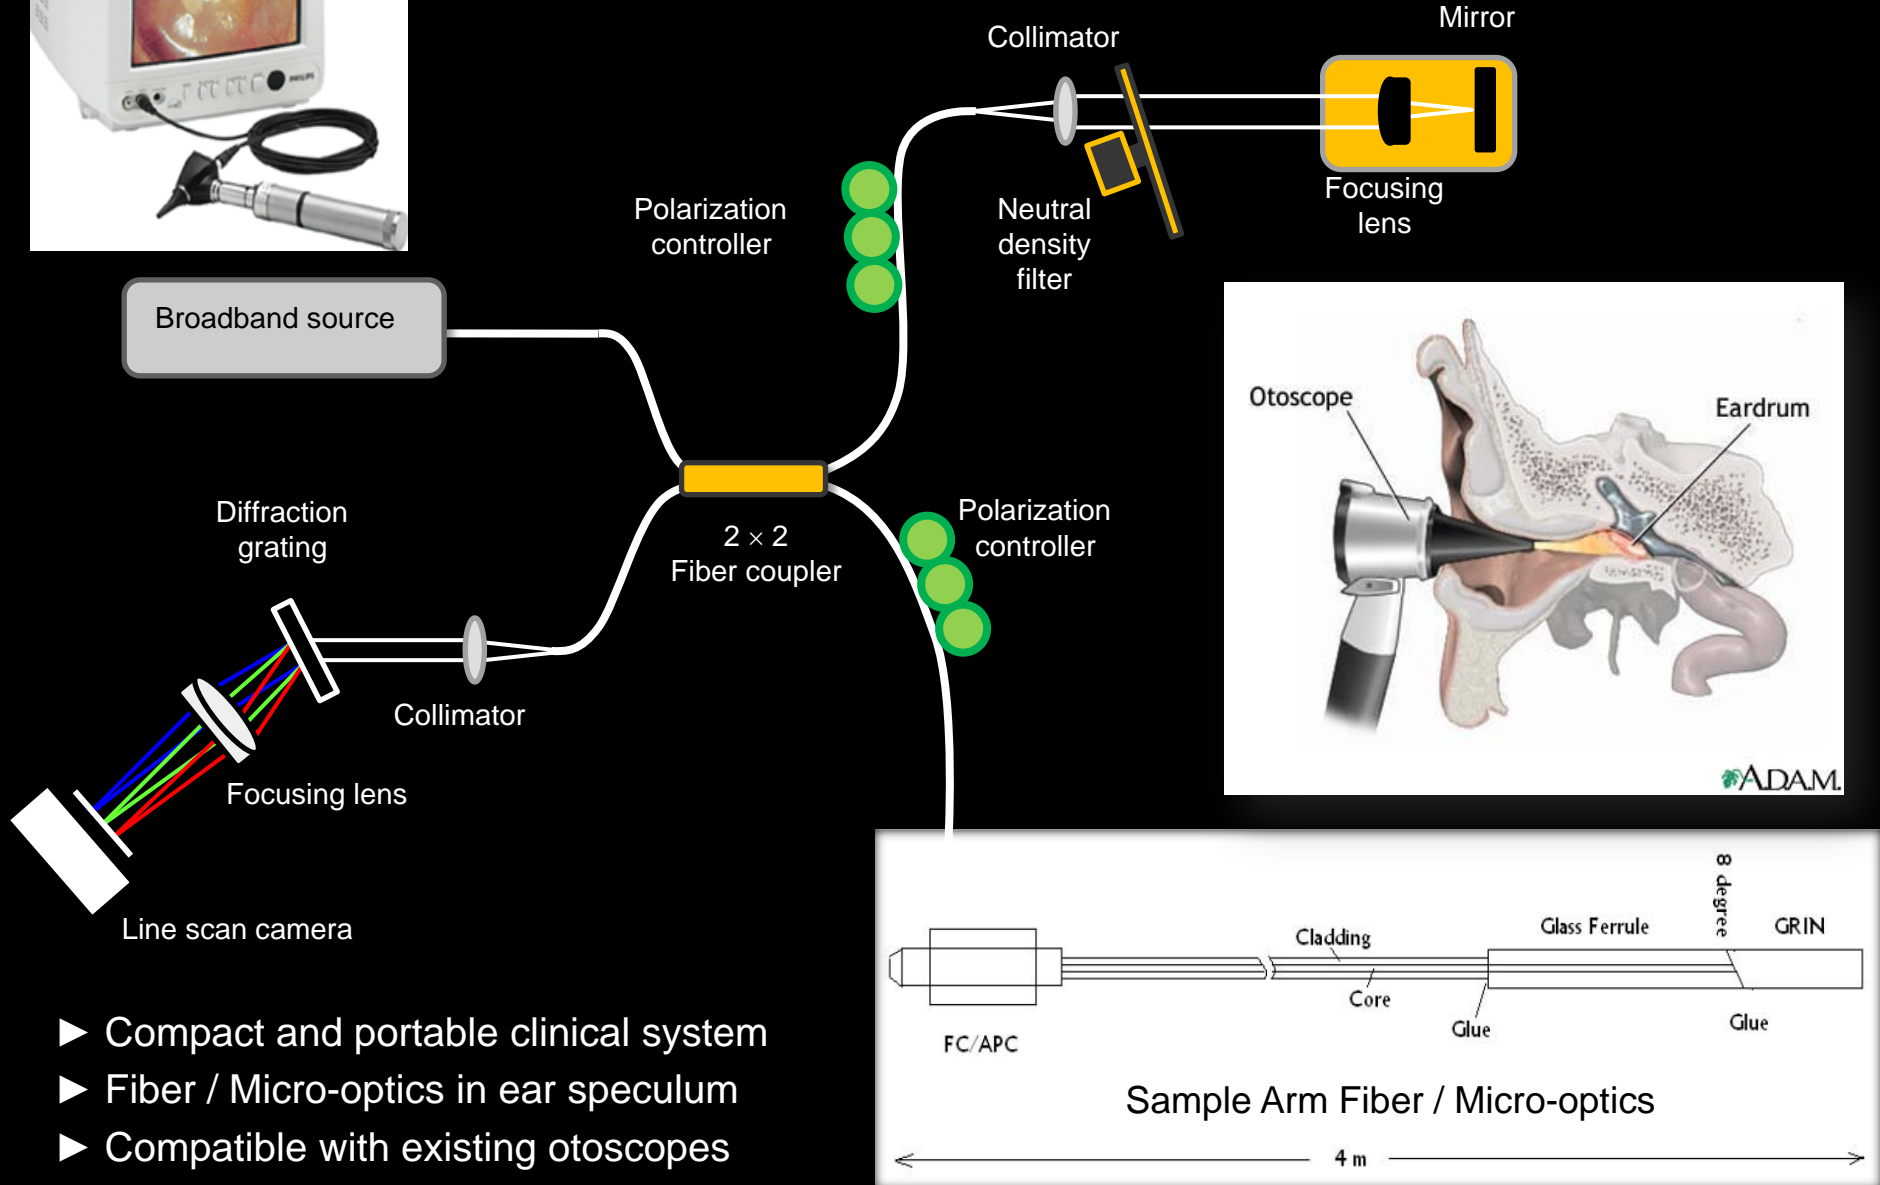 PHILIPS
Mirror
Collimator
Polarization
controller
Neutral
density
filter
Focusing
lens
Broadband source
Otoscope
Eardrum
Diffraction
grating
2 × 2
Fiber coupler
Polarization
controller
Collimator
Focusing lens
A.D.A.M.
Line scan camera
8 degree
Glass Ferrule
GRIN
Cladding
Core
Glue
Glue
FC/APC
► Compact and portable clinical system
► Fiber / Micro-optics in ear speculum
► Compatible with existing otoscopes
Sample Arm Fiber / Micro-optics
4 m